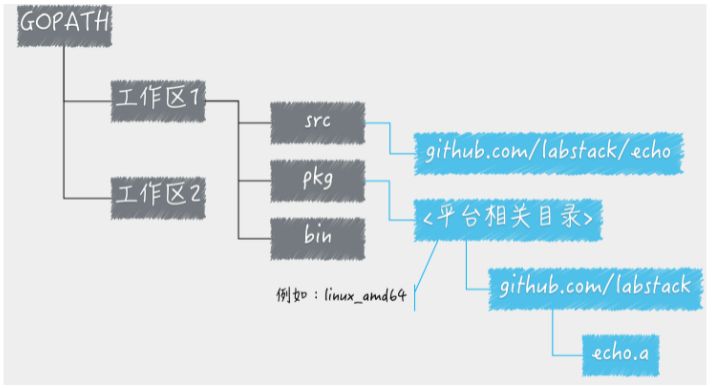 GOPATH
工作区1
src
github.com/labstack/echo
pkg
工作区2
<平台相关目录>
bin
例如：linux_amd64
github.com/labstack
echo.a